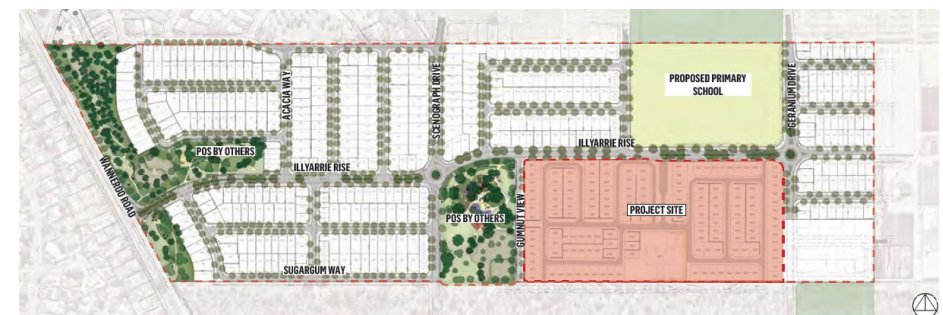 PROPOSED PRIMARY
SCHOOL
ACACIA WAY
SCENOGRAPH DRIVE
GERANIUM DRIVE
ILLYARRIE RISE
POS BY OTHERS
WANNEROO ROAD
ILLYARRIE RISE
POS BY OTHERS
GUMNUT VIEW
PROJECT SITE
SUGARGUM WAY